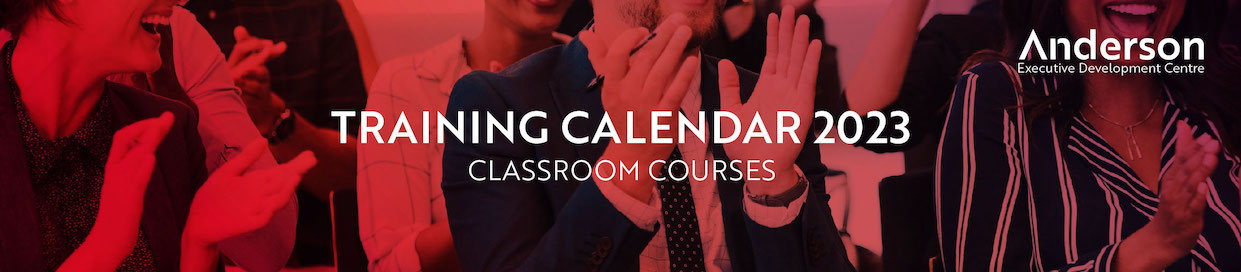 Anderson
Executive Development Centre
TRAINING CALENDAR 2023
CLASSROOM COURSES